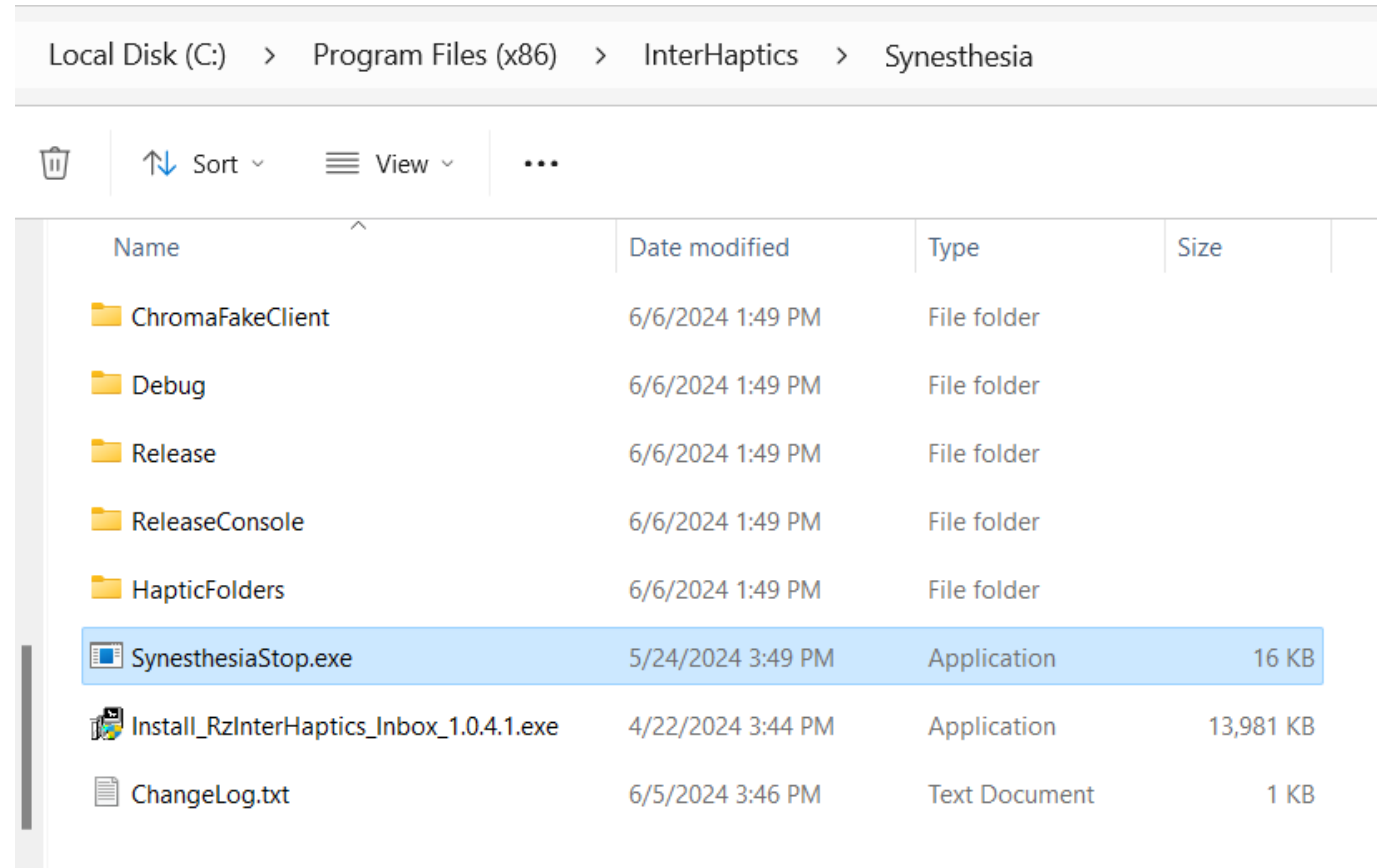 Local Disk (C:) > Program Files (x86) > InterHaptics > Synesthesia
Sort View •••
Name Date modified Type Size
ChromaFakeClient 6/6/2024 1:49 PM File folder
Debug 6/6/2024 1:49 PM File folder
Release 6/6/2024 1:49 PM File folder
ReleaseConsole 6/6/2024 1:49 PM File folder
HapticFolders 6/6/2024 1:49 PM File folder
SynesthesiaStop.exe 5/24/2024 3:49 PM Application 16 KB
Install_RzInterHaptics_Inbox_1.0.4.1.exe 4/22/2024 3:44 PM Application 13,981 KB
ChangeLog.txt 6/5/2024 3:46 PM Text Document 1 KB